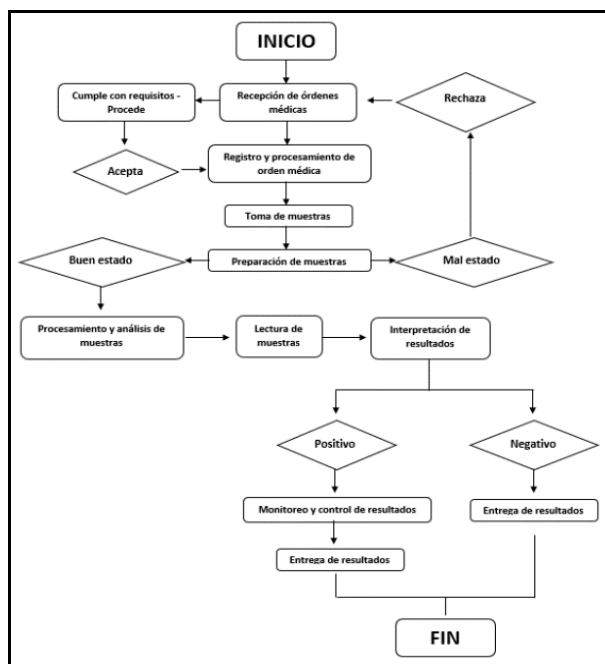 INICIO
Cumple con requisitos -
Procede
Recepción de órdenes
médicas
Rechaza
Acepta
Registro y procesamiento de
orden médica
Toma de muestras
Buen estado
Preparación de muestras
Mal estado
Procesamiento y análisis de
muestras
Lectura de
muestras
Interpretación de
resultados
Positivo
Negativo
Monitoreo y control de resultados
Entrega de resultados
Entrega de resultados
FIN